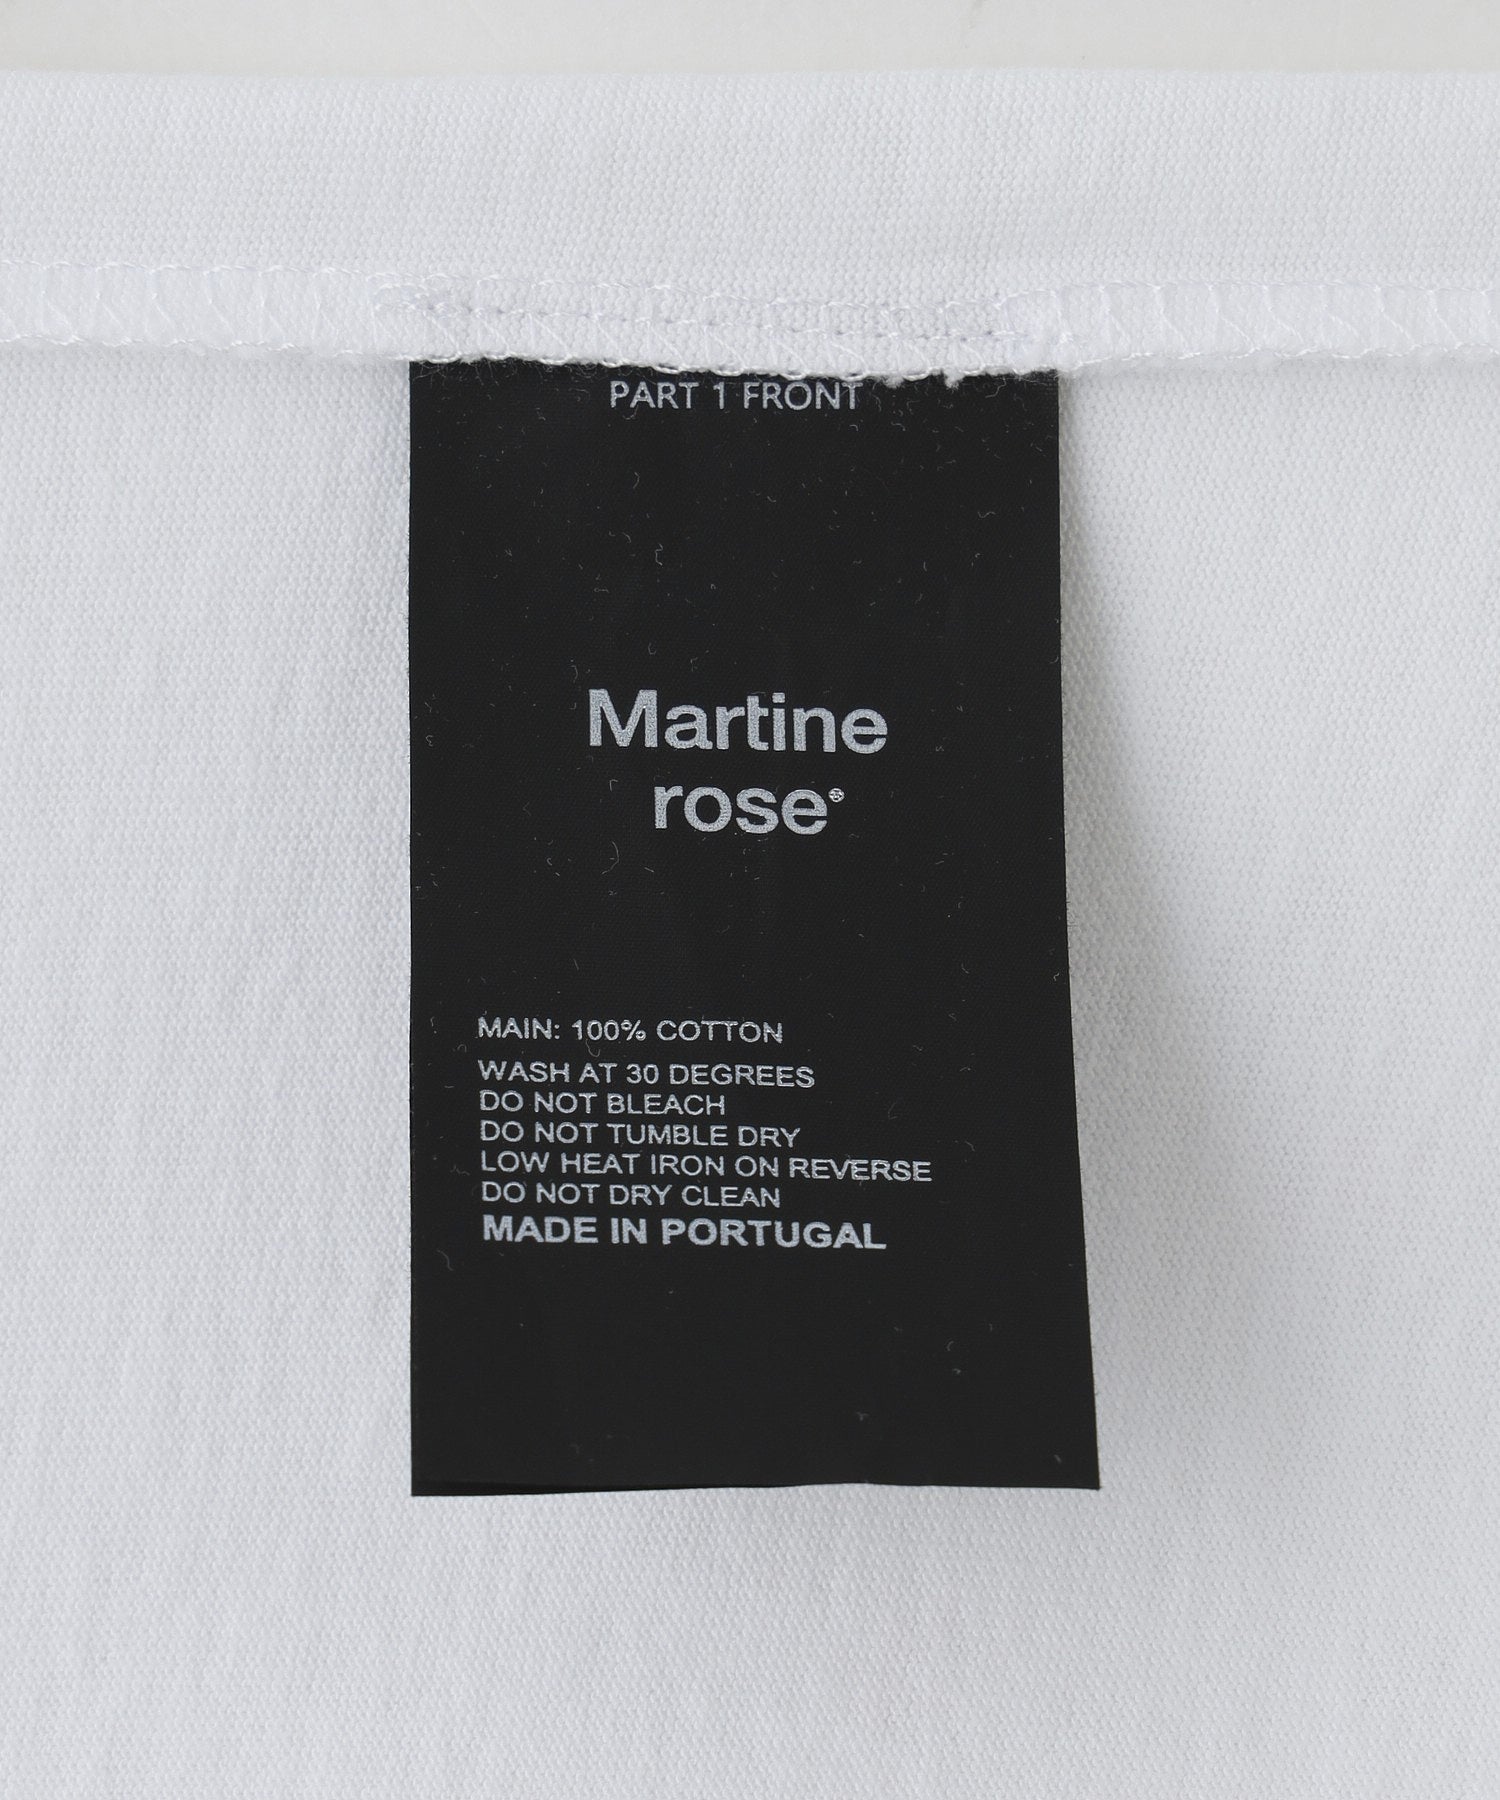 PART 1 FRONT
Martine
rose®
MAIN: 100% COTTON
WASH AT 30 DEGREES
DO NOT BLEACH
DO NOT TUMBLE DRY
LOW HEAT IRON ON REVERSE
DO NOT DRY CLEAN
MADE IN PORTUGAL